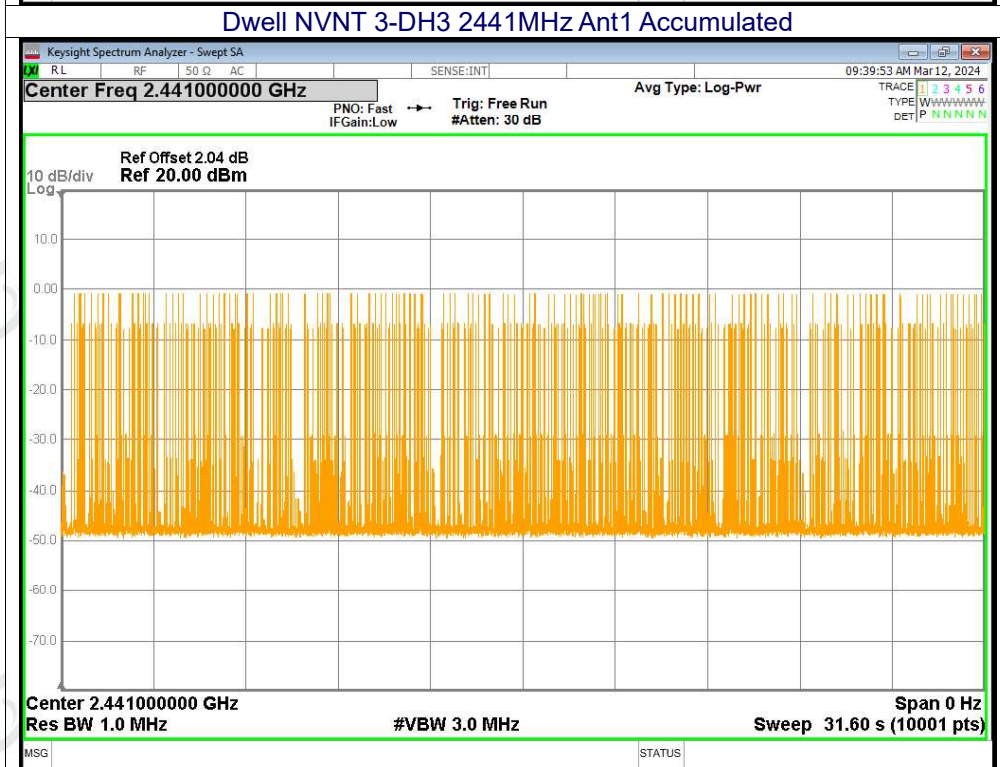 Dwell NVNT 3-DH3 2441MHz Ant1 Accumulated
Keysight Spectrum Analyzer - Swept SA
LXI RL RF 50 Ω AC SENSE:INT 09:39:53 AM Mar 12, 2024
Center Freq 2.441000000 GHz Avg Type: Log-Pwr TRACE 1 2 3 4 5 6
PNO: Fast Trig: Free Run TYPE WWWWWW
IFGain:Low #Atten: 30 dB DET P N N N N N
Ref Offset 2.04 dB
10 dB/div Ref 20.00 dBm
Log
10.0
0.00
-10.0
-20.0
-30.0
-40.0
-50.0
-60.0
-70.0
Center 2.441000000 GHz Span 0 Hz
Res BW 1.0 MHz #VBW 3.0 MHz Sweep 31.60 s (10001 pts)
MSG STATUS